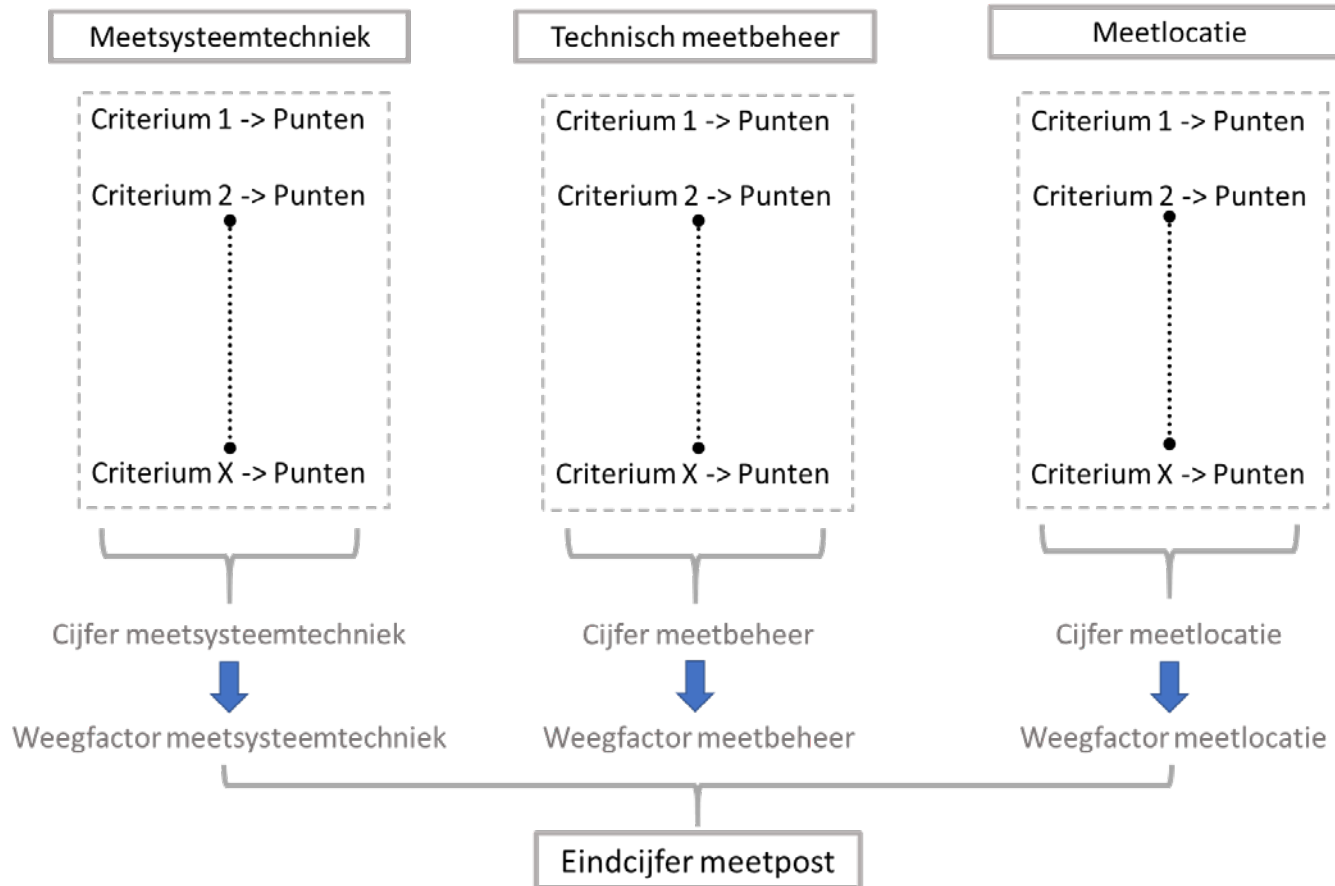 Meetsysteemtechniek
Criterium 1 -> Punten
Criterium 2 -> Punten
Criterium X -> Punten
Cijfer meetsysteemtechniek
Weegfactor meetsysteemtechniek
Technisch meetbeheer
Criterium 1 -> Punten
Criterium 2 -> Punten
Criterium X -> Punten
Cijfer meetbeheer
Weegfactor meetbeheer
Meetlocatie
Criterium 1 -> Punten
Criterium 2 -> Punten
Criterium X -> Punten
Cijfer meetlocatie
Weegfactor meetlocatie
Eindcijfer meetpost